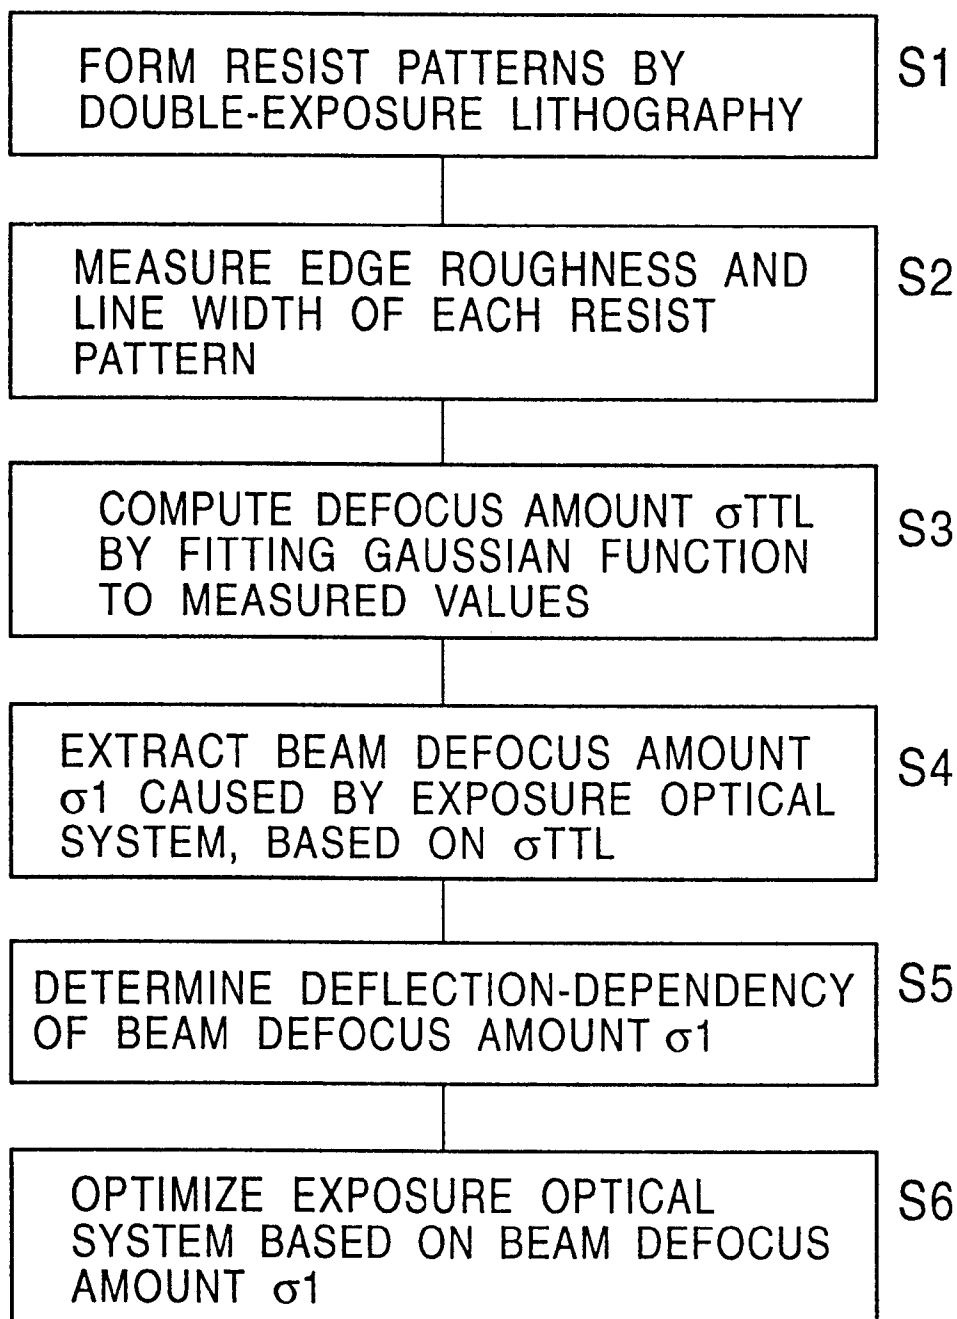 FORM RESIST PATTERNS BY
DOUBLE-EXPOSURE LITHOGRAPHY
S1
MEASURE EDGE ROUGHNESS AND
LINE WIDTH OF EACH RESIST
PATTERN
S2
COMPUTE DEFOCUS AMOUNT σTTL
BY FITTING GAUSSIAN FUNCTION
TO MEASURED VALUES
S3
EXTRACT BEAM DEFOCUS AMOUNT
σ1 CAUSED BY EXPOSURE OPTICAL
SYSTEM, BASED ON σTTL
S4
DETERMINE DEFLECTION-DEPENDENCY
OF BEAM DEFOCUS AMOUNT σ1
S5
OPTIMIZE EXPOSURE OPTICAL
SYSTEM BASED ON BEAM DEFOCUS
AMOUNT σ1
S6